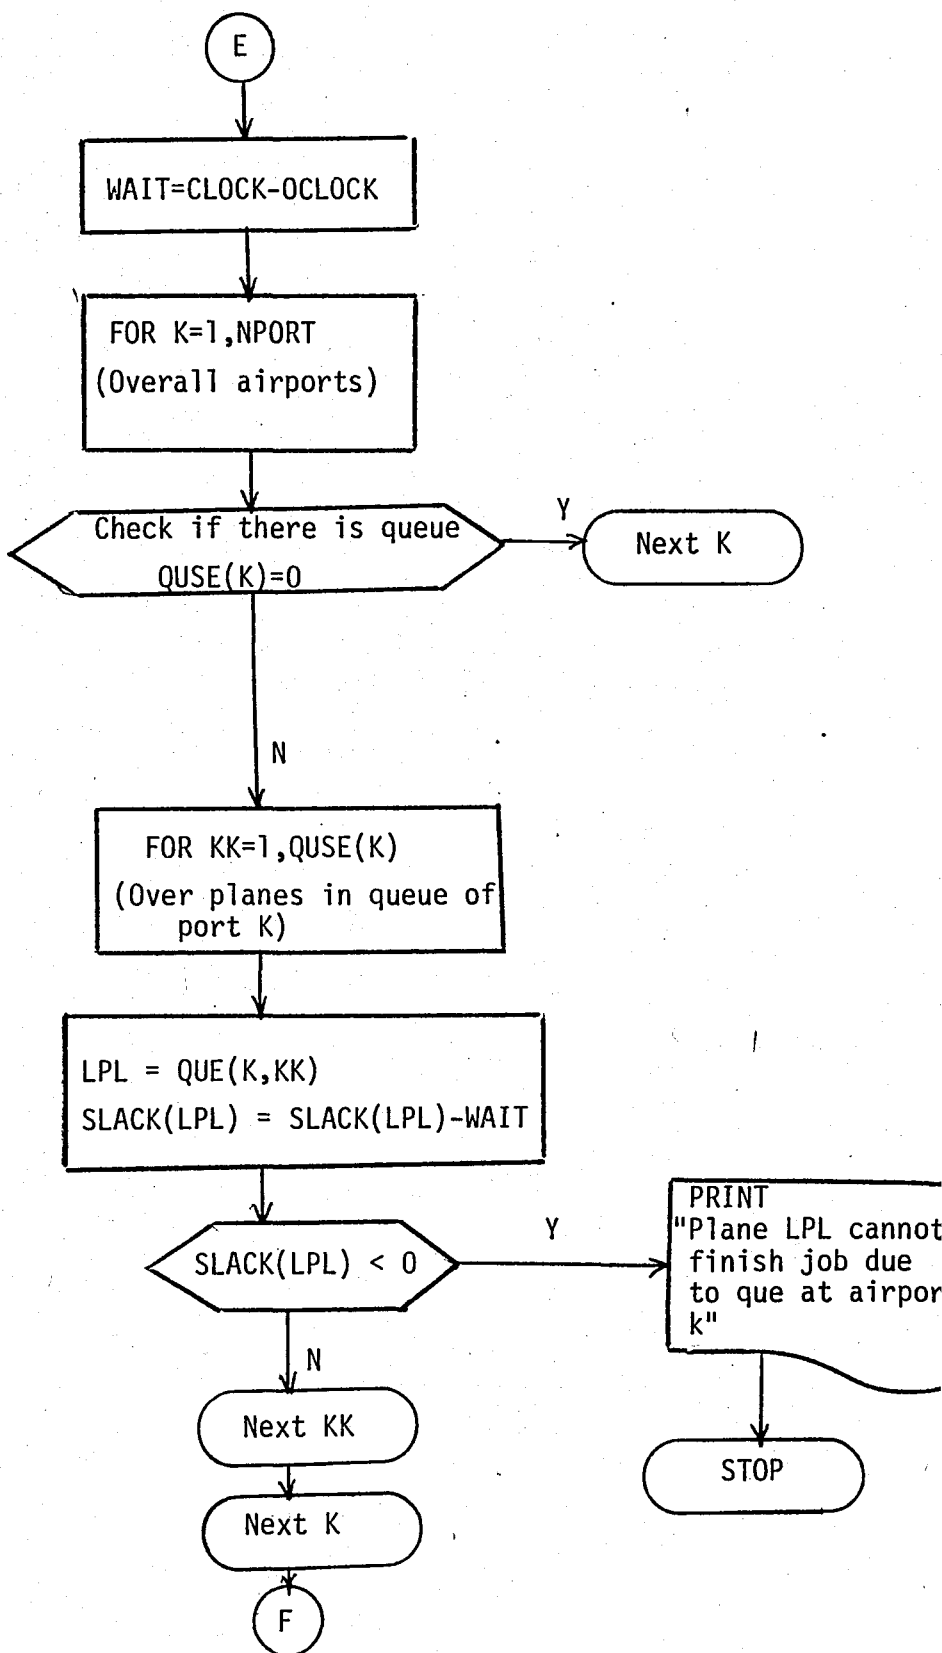 E
WAIT=CLOCK-OCLOCK
FOR K=1,NPORT
(Overall airports)
Check if there is queue
QUSE(K)=0
Y
Next K
N
FOR KK=1,QUSE(K)
(Over planes in queue of
port K)
LPL = QUE(K,KK)
SLACK(LPL) = SLACK(LPL)-WAIT
SLACK(LPL) < 0
Y
PRINT
"Plane LPL cannot
finish job due
to que at airpor
k"
N
Next KK
STOP
Next K
F